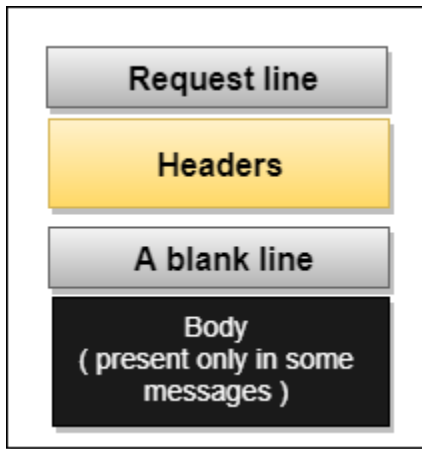 Request line
Headers
A blank line
Body
( present only in some
messages )